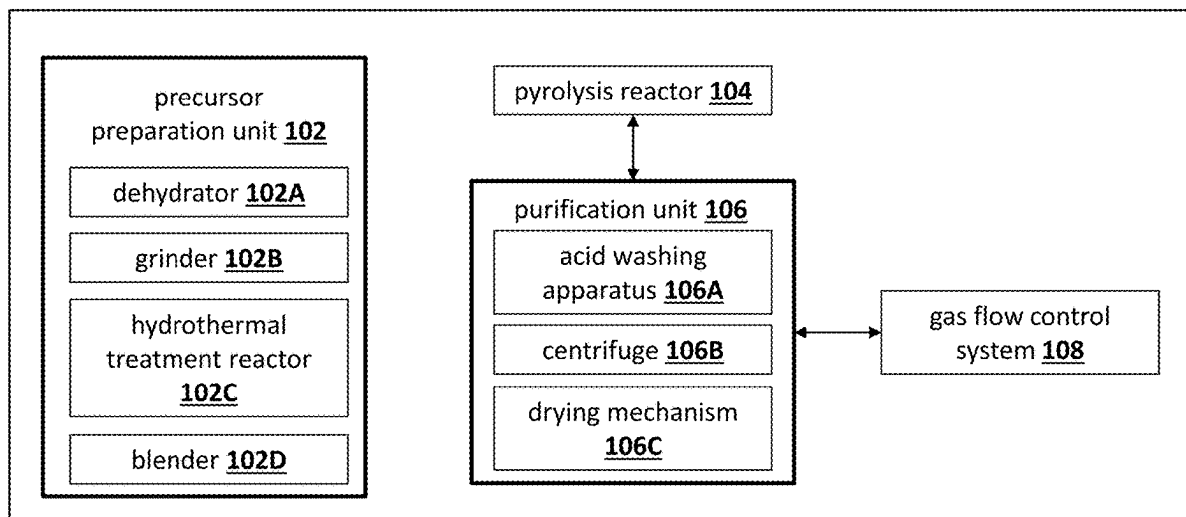 precursor
preparation unit 102
dehydrator 102A
grinder 102B
hydrothermal
treatment reactor
102C
blender 102D
pyrolysis reactor 104
purification unit 106
acid washing
apparatus 106A
centrifuge 106B
drying mechanism
106C
gas flow control
system 108